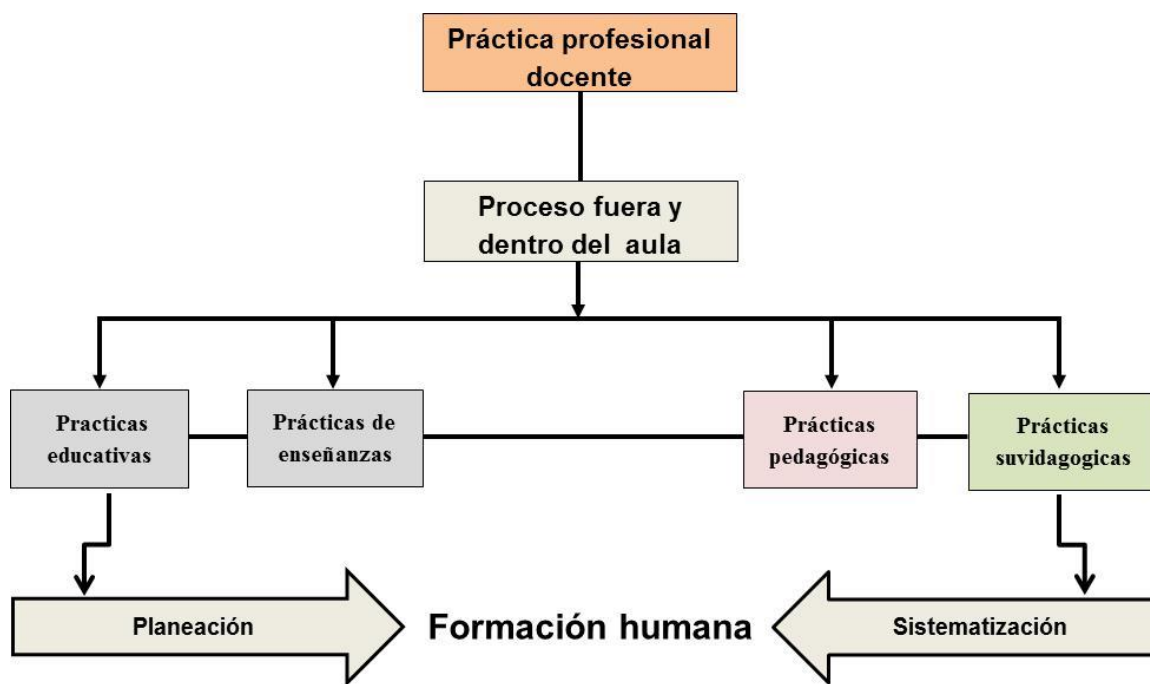 Práctica profesional
docente
Proceso fuera y
dentro del aula
Practicas
educativas
Prácticas de
enseñanzas
Prácticas
pedagógicas
Prácticas
suvidagogicas
Planeación
Formación humana
Sistematización